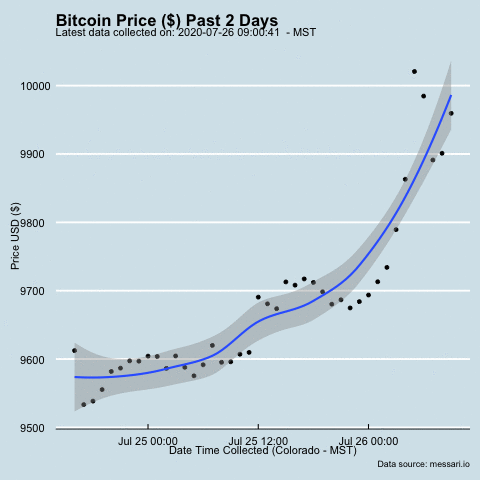 Bitcoin Price ($) Past 2 Days
Latest data collected on: 2020-07-26 09:00:41  - MST
10000
9900
9800
9700
9600
9500
Price USD ($)
Jul 25 00:00 Jul 25 12:00 Jul 26 00:00
Date Time Collected (Colorado - MST)
Data source: messari.io